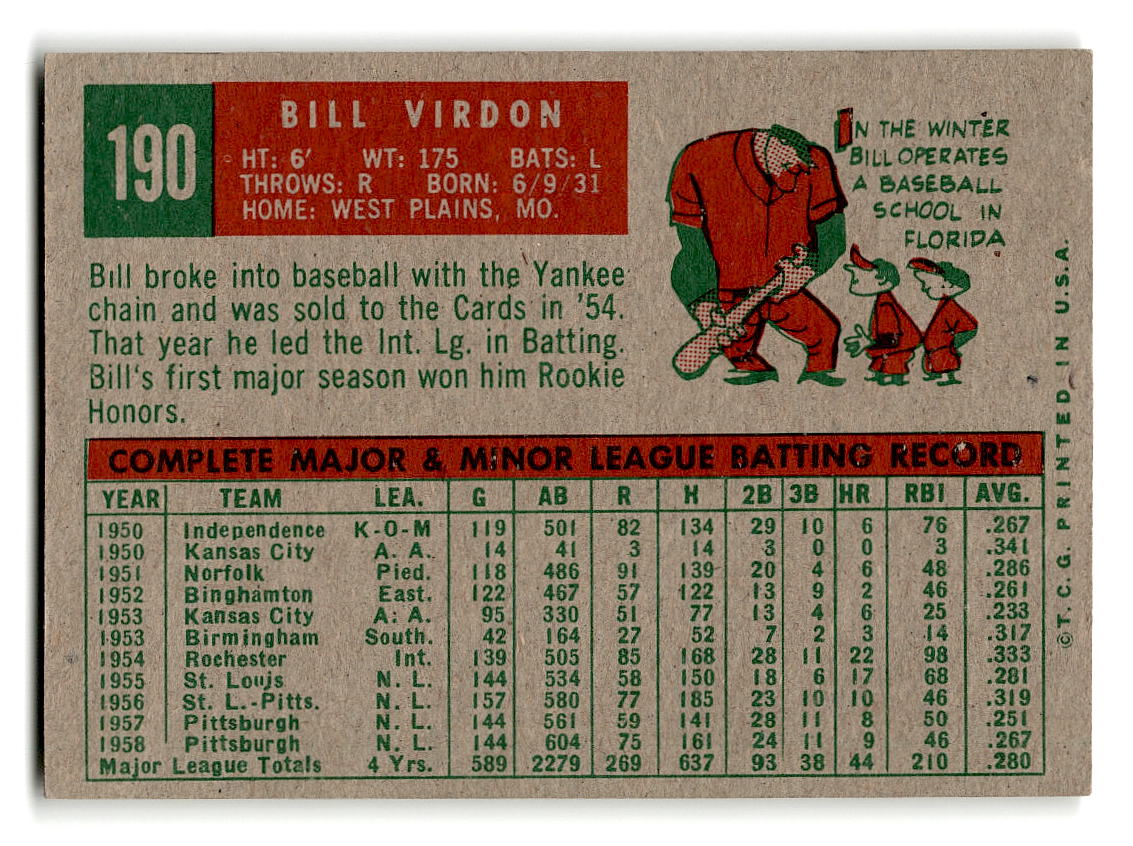 190
BILL VIRDON
HT: 6' WT: 175 BATS: L
THROWS: R BORN: 6/9/31
HOME: WEST PLAINS, MO.
IN THE WINTER
BILL OPERATES
A BASEBALL
SCHOOL IN
FLORIDA
Bill broke into baseball with the Yankee
chain and was sold to the Cards in '54.
That year he led the Int. Lg. in Batting.
Bill's first major season won him Rookie
Honors.
COMPLETE MAJOR & MINOR LEAGUE BATTING RECORD
YEAR TEAM LEA. G AB R H 2B 3B HR RBI AVG.
1950 Independence K-O-M 119 501 82 134 29 10 6 76 .267
1950 Kansas City A. A. 14 41 3 14 3 0 0 3 .341
1951 Norfolk Pied. 118 486 91 139 20 4 6 48 .286
1952 Binghamton East. 122 467 57 122 13 9 2 46 .261
1953 Kansas City A. A. 95 330 51 77 13 4 6 25 .233
1953 Birmingham South. 42 164 27 52 7 2 3 14 .317
1954 Rochester Int. 139 505 85 168 28 11 22 98 .333
1955 St. Louis N. L. 144 534 58 150 18 6 17 68 .281
1956 St. L.-Pitts. N. L. 157 580 77 185 23 10 10 46 .319
1957 Pittsburgh N. L. 144 561 59 141 28 11 8 50 .251
1958 Pittsburgh N. L. 144 604 75 161 24 11 9 46 .267
Major League Totals 4 Yrs. 589 2279 269 637 93 38 44 210 .280
©T.C.G. PRINTED IN U.S.A.